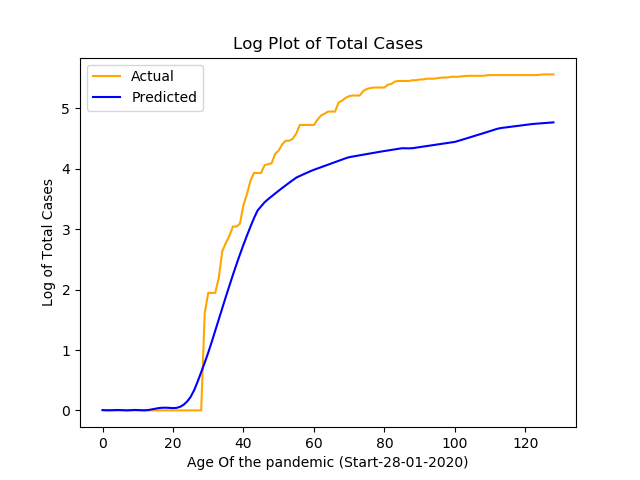 Log Plot of Total Cases
Actual
Predicted
Log of Total Cases
5
4
3
2
1
0
0 20 40 60 80 100 120
Age Of the pandemic (Start-28-01-2020)